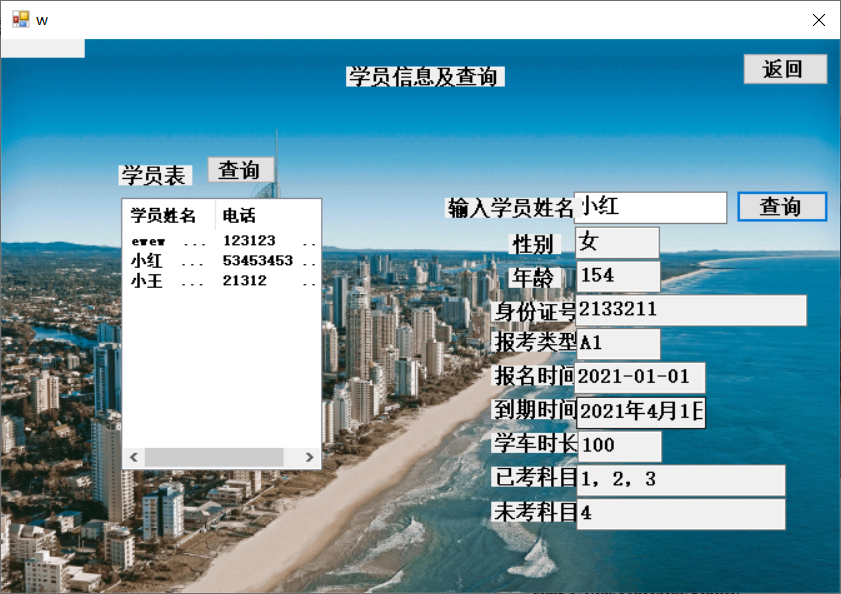 w
学员信息及查询
返回
学员表
查询
学员姓名 电话
ewew ... 123123 ..
小红 ... 53453453 ..
小王 ... 21312 ..
输入学员姓名 小红 查询
性别 女
年龄 154
身份证号 2133211
报考类型 A1
报名时间 2021-01-01
到期时间 2021年4月1日
学车时长 100
已考科目 1，2，3
未考科目 4